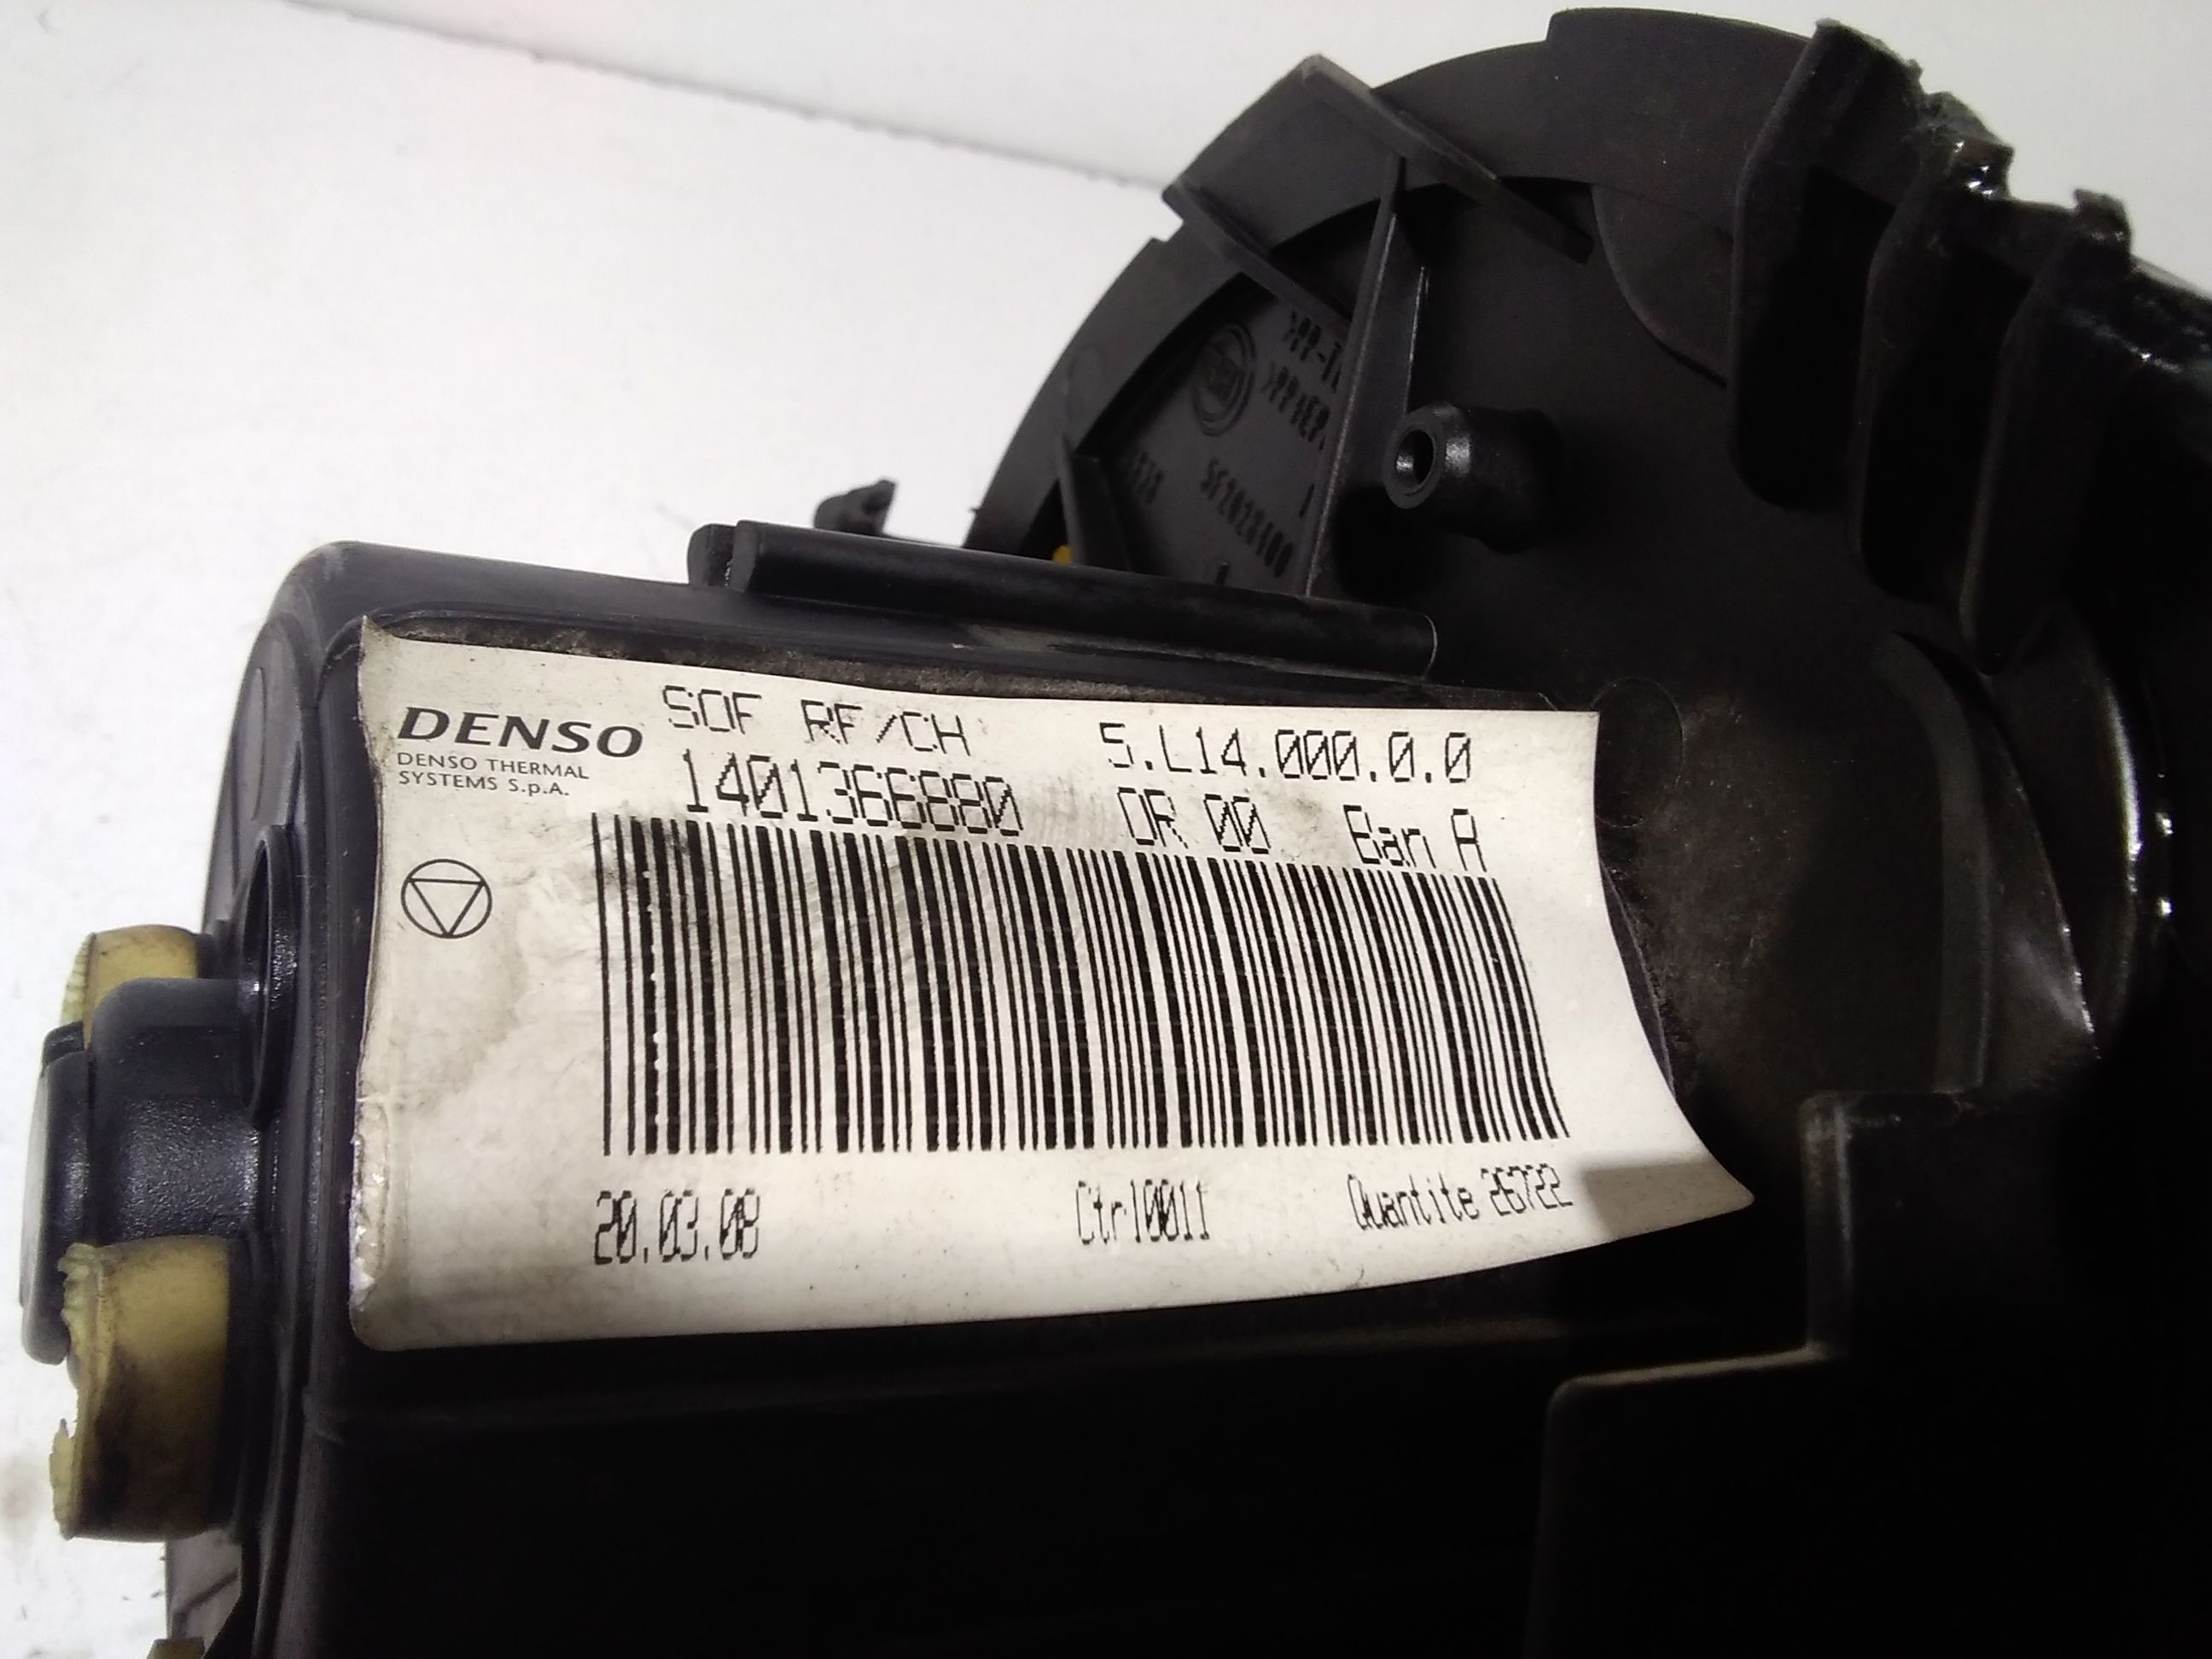 DENSO
DENSO THERMAL
SYSTEMS S.p.A.
SOF RF/CH 5.L14.000.0.0
1401366880 OR 00 Ban A
20.03.08 Ctrl0011 Quantite 26722